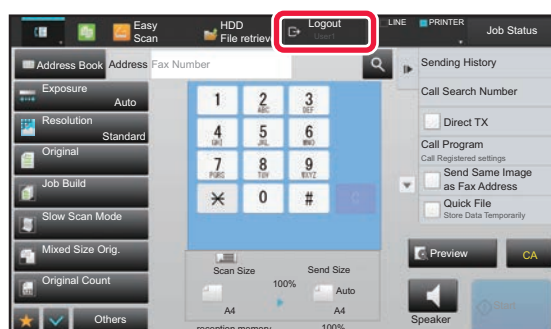 Easy
Scan
HDD
File retrieve
Logout
User1
LINE
PRINTER
Job Status
Address Book
Address
Fax Number
Exposure
Auto
Resolution
Standard
Original
Job Build
Slow Scan Mode
Mixed Size Orig.
Original Count
Others
1
2
ABC
3
DEF
4
GHI
5
JKL
6
MNO
7
PQRS
8
TUV
9
WXYZ
0
#
Scan Size
100%
Send Size
Auto
A4
A4
reception memory
100%
Sending History
Call Search Number
Direct TX
Call Program
Call Registered settings
Send Same Image
as Fax Address
Quick File
Store Data Temporarily
Preview
CA
Speaker
Start